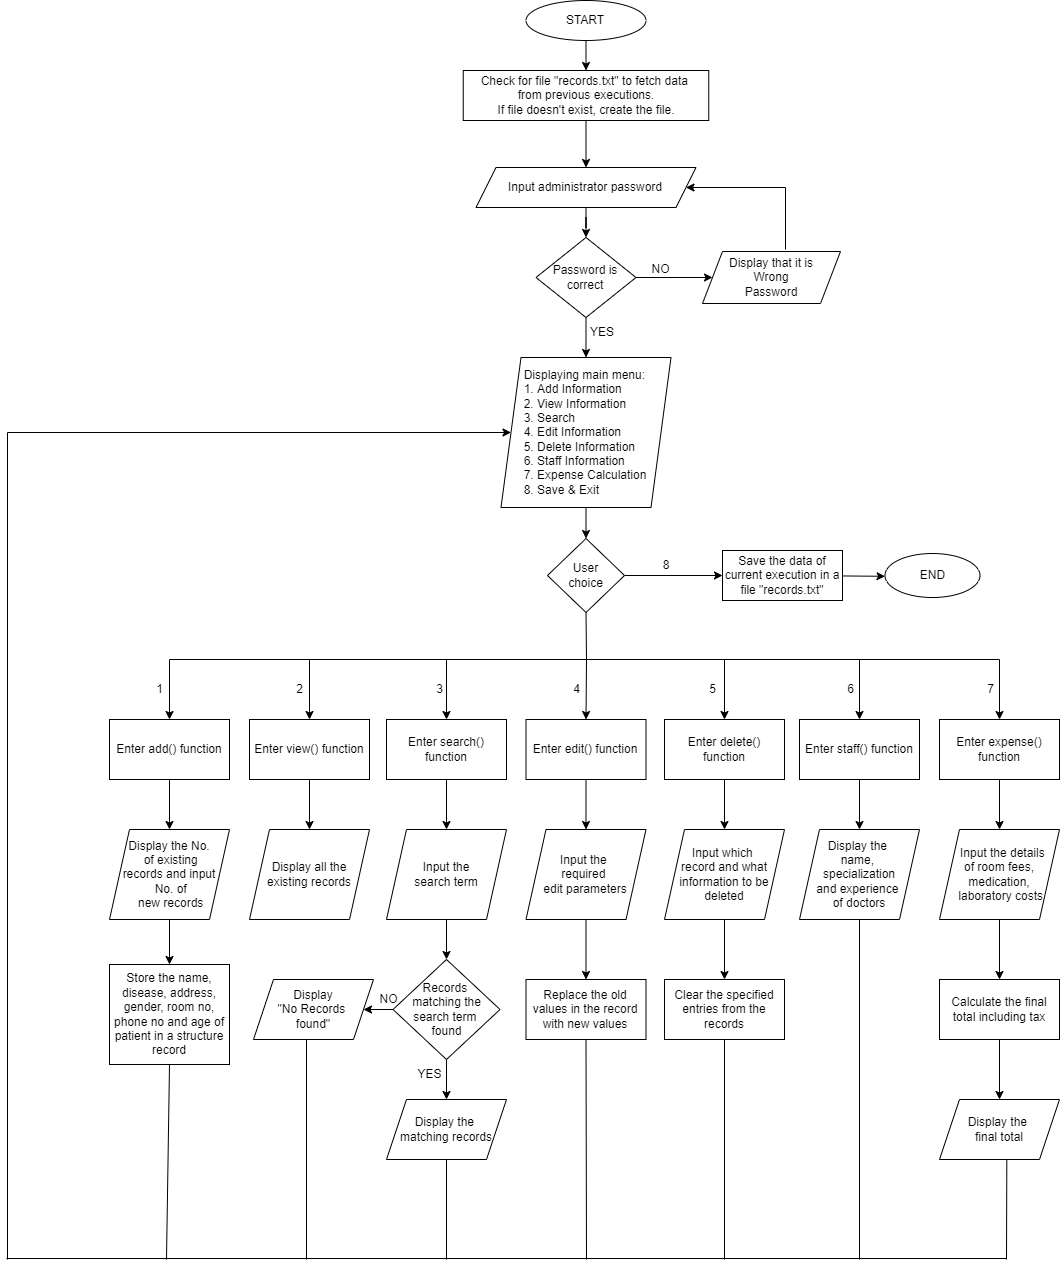 START
Check for file "records.txt" to fetch data
from previous executions.
If file doesn't exist, create the file.
Input administrator password
Password is
correct
NO
Display that it is
Wrong
Password
YES
Displaying main menu:
1. Add Information
2. View Information
3. Search
4. Edit Information
5. Delete Information
6. Staff Information
7. Expense Calculation
8. Save & Exit
User
choice
8
Save the data of
current execution in a
file "records.txt"
END
1
2
3
4
5
6
7
Enter add() function
Enter view() function
Enter search()
function
Enter edit() function
Enter delete()
function
Enter staff() function
Enter expense()
function
Display the No.
of existing
records and input
No. of
new records
Display all the
existing records
Input the
search term
Input the
required
edit parameters
Input which
record and what
information to be
deleted
Display the
name,
specialization
and experience
of doctors
Input the details
of room fees,
medication,
laboratory costs
Store the name,
disease, address,
gender, room no,
phone no and age of
patient in a structure
record
Display
"No Records
found"
NO
Records
matching the
search term
found
Replace the old
values in the record
with new values
Clear the specified
entries from the
records
Calculate the final
total including tax
YES
Display the
matching records
Display the
final total